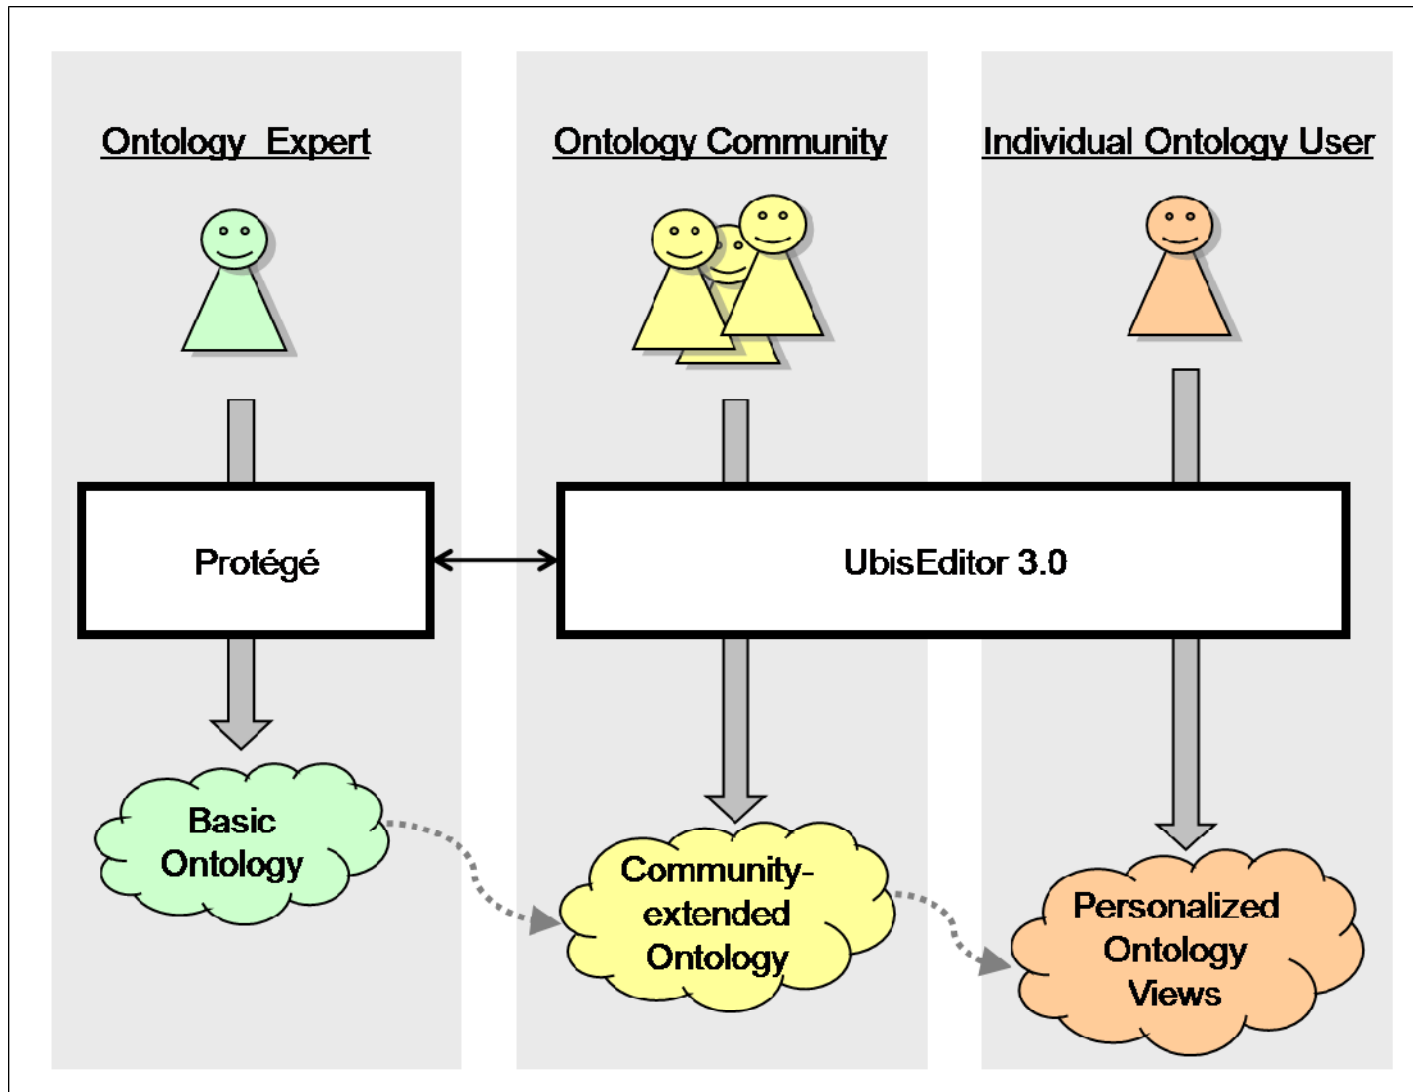 Ontology Expert
Ontology Community
Individual Ontology User
Protégé
UbisEditor 3.0
Basic
Ontology
Community-
extended
Ontology
Personalized
Ontology
Views